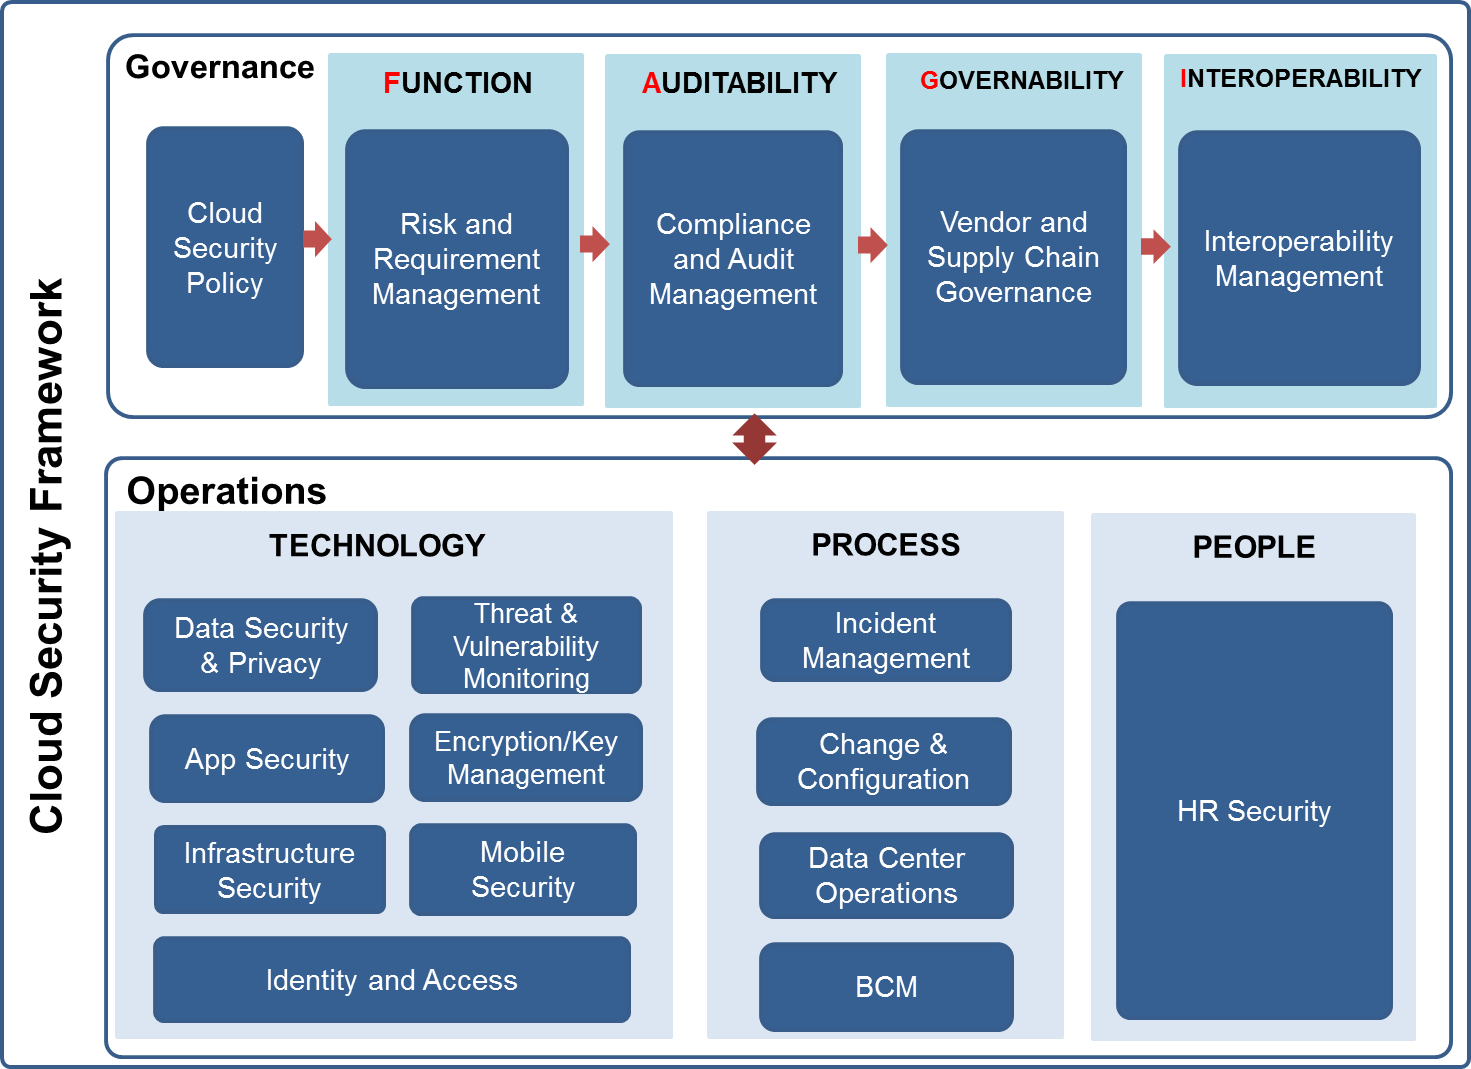 Cloud Security Framework
Governance
FUNCTION
AUDITABILITY
GOVERNABILITY
INTEROPERABILITY
Cloud
Security
Policy
Risk and
Requirement
Management
Compliance
and Audit
Management
Vendor and
Supply Chain
Governance
Interoperability
Management
Operations
TECHNOLOGY
Data Security
& Privacy
Threat &
Vulnerability
Monitoring
App Security
Encryption/Key
Management
Infrastructure
Security
Mobile
Security
Identity and Access
PROCESS
Incident
Management
Change &
Configuration
Data Center
Operations
BCM
PEOPLE
HR Security